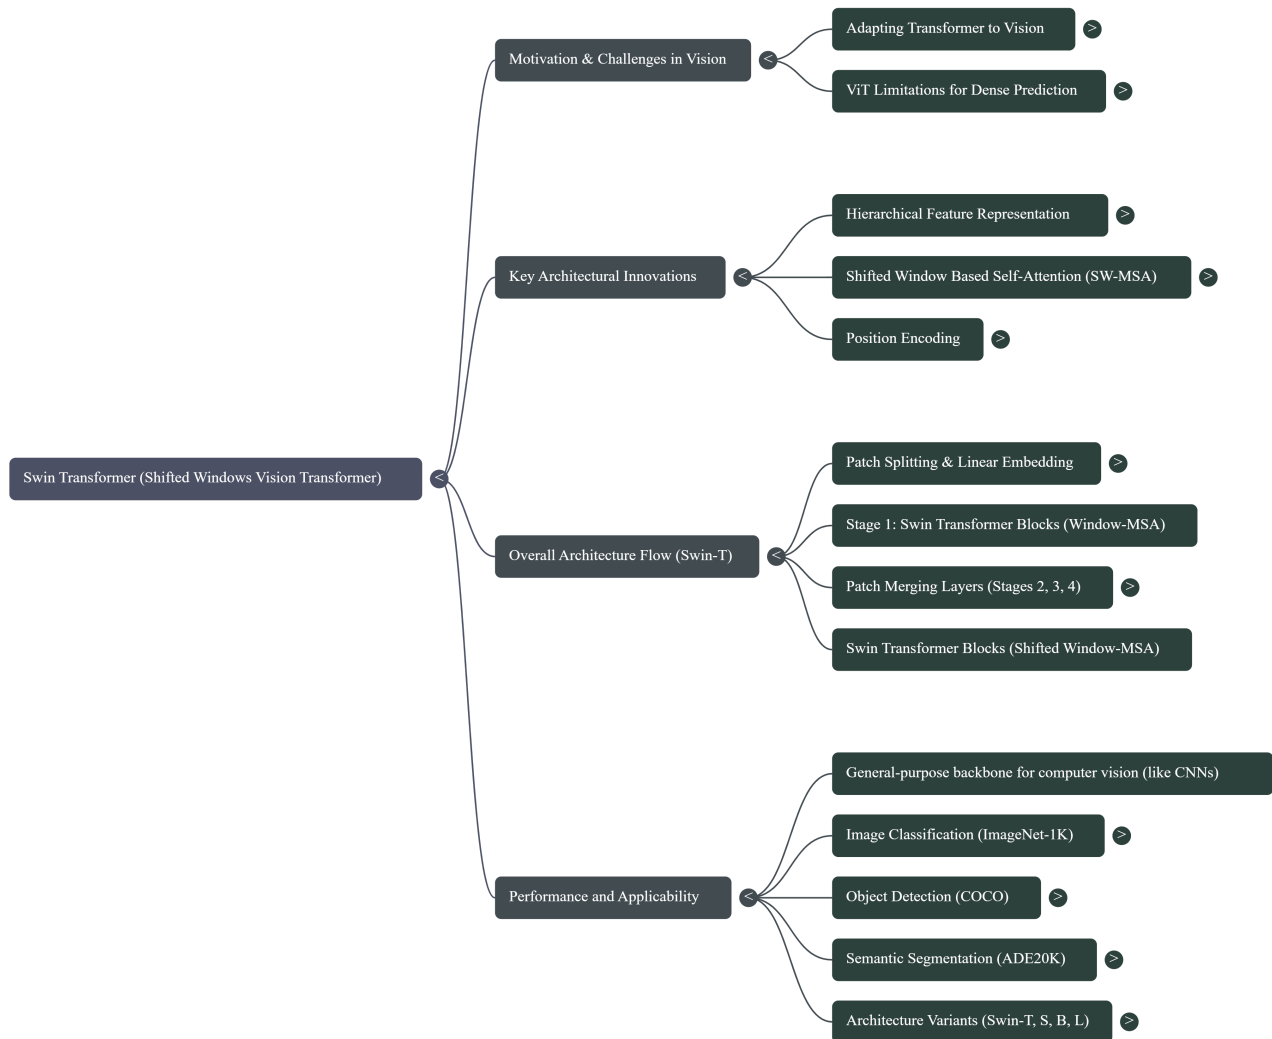 Swin Transformer (Shifted Windows Vision Transformer)
<
Motivation & Challenges in Vision
<
Adapting Transformer to Vision
>
ViT Limitations for Dense Prediction
>
Key Architectural Innovations
<
Hierarchical Feature Representation
>
Shifted Window Based Self-Attention (SW-MSA)
>
Position Encoding
>
Overall Architecture Flow (Swin-T)
<
Patch Splitting & Linear Embedding
>
Stage 1: Swin Transformer Blocks (Window-MSA)
Patch Merging Layers (Stages 2, 3, 4)
>
Swin Transformer Blocks (Shifted Window-MSA)
Performance and Applicability
<
General-purpose backbone for computer vision (like CNNs)
Image Classification (ImageNet-1K)
>
Object Detection (COCO)
>
Semantic Segmentation (ADE20K)
>
Architecture Variants (Swin-T, S, B, L)
>